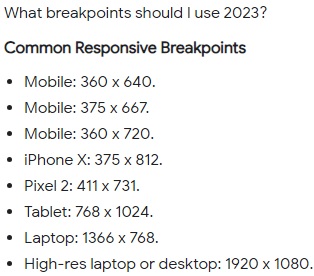 What breakpoints should I use 2023?
Common Responsive Breakpoints
• Mobile: 360 x 640.
• Mobile: 375 x 667.
• Mobile: 360 x 720.
• iPhone X: 375 x 812.
• Pixel 2: 411 x 731.
• Tablet: 768 x 1024.
• Laptop: 1366 x 768.
• High-res laptop or desktop: 1920 x 1080.